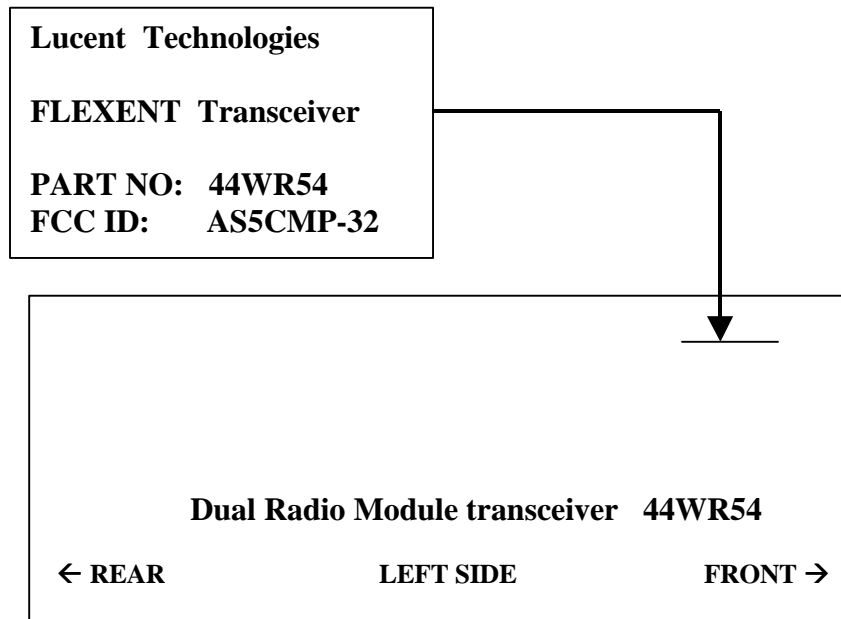 Lucent Technologies
FLEXENT Transceiver
PART NO: 44WR54
FCC ID: AS5CMP-32
Dual Radio Module transceiver 44WR54
← REAR LEFT SIDE FRONT →